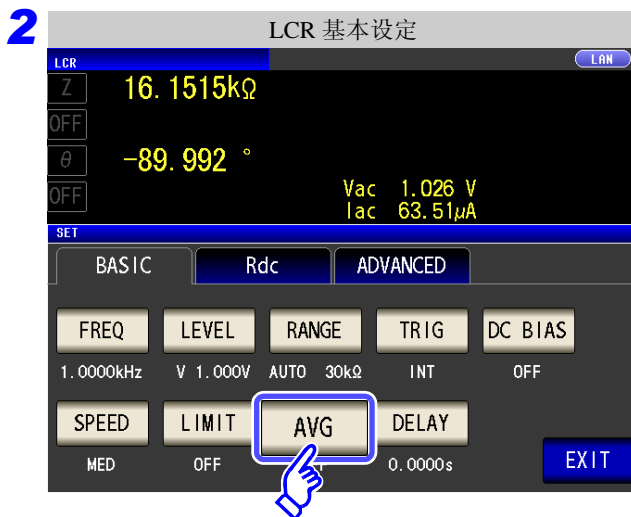 2
LCR 基本设定
LCR LAN
Z 16.1515kΩ
OFF
θ -89.992 °
OFF
Vac 1.026 V
Iac 63.51μA
SET
BASIC Rdc ADVANCED
FREQ LEVEL RANGE TRIG DC BIAS
1.0000kHz V 1.000V AUTO 30kΩ INT OFF
SPEED LIMIT AVG DELAY
MED OFF 0.0000s EXIT